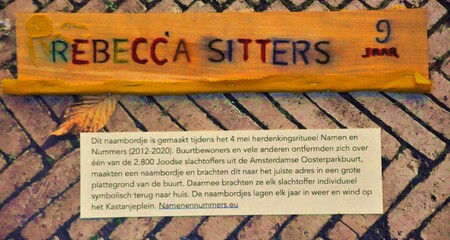 REBECCA SITTERS 9
JAAR
Dit naambordje is gemaakt tijdens het 4 mei herdenkingsritueel Namen en
Nummers (2012-2020). Buurtbewoners en vele anderen ontfermden zich over
één van de 2.800 Joodse slachtoffers uit de Amsterdamse Oosterparkbuurt,
maakten een naambordje en brachten dit naar het juiste adres in een grote
plattegrond van de buurt. Daarmee brachten ze elk slachtoffer individueel
symbolisch terug naar huis. De naambordjes lagen elk jaar in weer en wind op
het Kastanjeplein. Namenennummers.eu